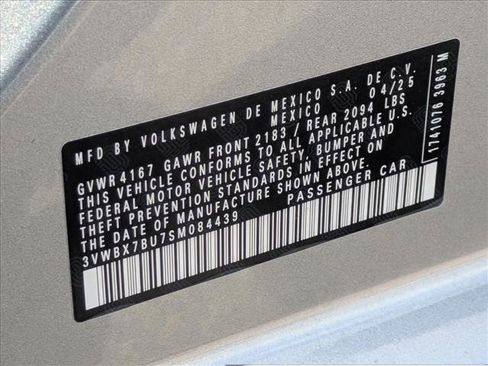 MFD BY VOLKSWAGEN DE MEXICO S.A. DE C.V.
MEXICO 04/25
GVWR 4167 GAWR FRONT 2183 / REAR 2094 LBS
THIS VEHICLE CONFORMS TO ALL APPLICABLE U.S.
FEDERAL MOTOR VEHICLE SAFETY, BUMPER AND
THEFT PREVENTION STANDARDS IN EFFECT ON
THE DATE OF MANUFACTURE SHOWN ABOVE.
3VWBX7BU7SM084439 PASSENGER CAR
1741076 3963 M